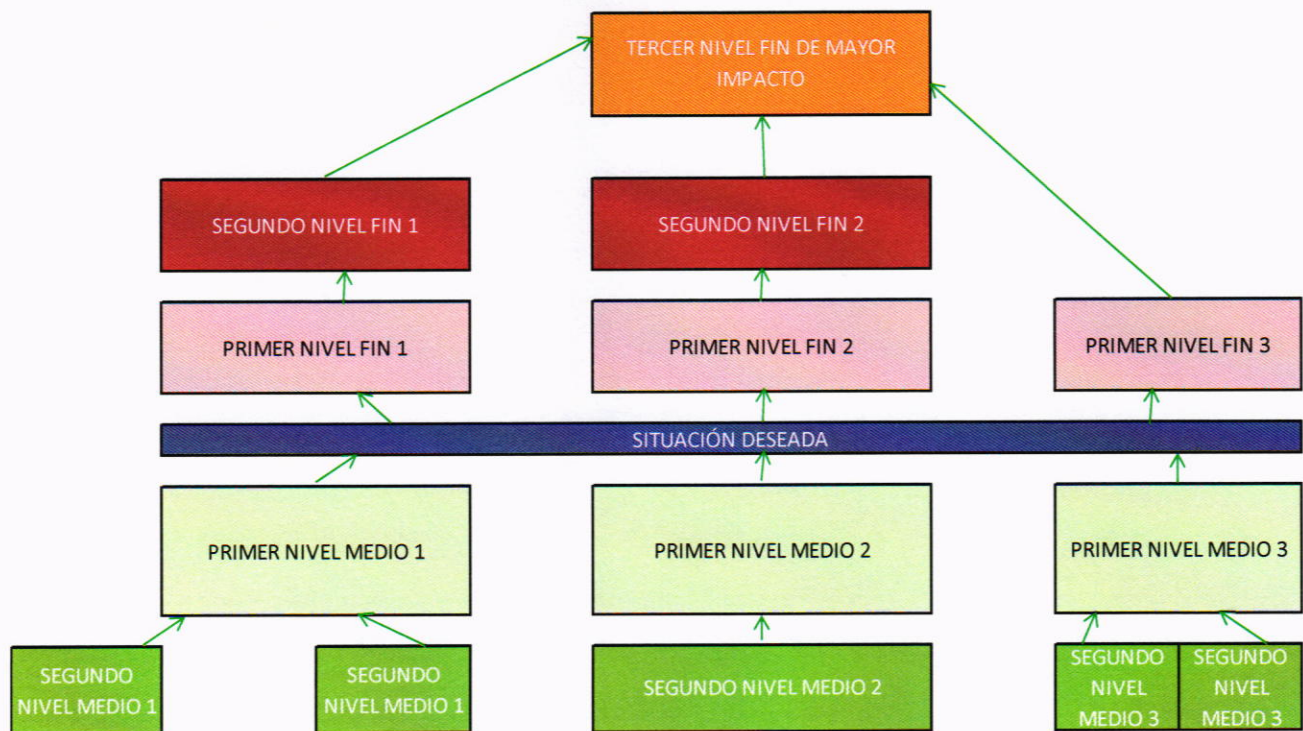 TERCER NIVEL FIN DE MAYOR
IMPACTO
SEGUNDO NIVEL FIN 1
SEGUNDO NIVEL FIN 2
PRIMER NIVEL FIN 1
PRIMER NIVEL FIN 2
PRIMER NIVEL FIN 3
SITUACIÓN DESEADA
PRIMER NIVEL MEDIO 1
PRIMER NIVEL MEDIO 2
PRIMER NIVEL MEDIO 3
SEGUNDO
NIVEL MEDIO 1
SEGUNDO
NIVEL MEDIO 1
SEGUNDO NIVEL MEDIO 2
SEGUNDO
NIVEL
MEDIO 3
SEGUNDO
NIVEL
MEDIO 3